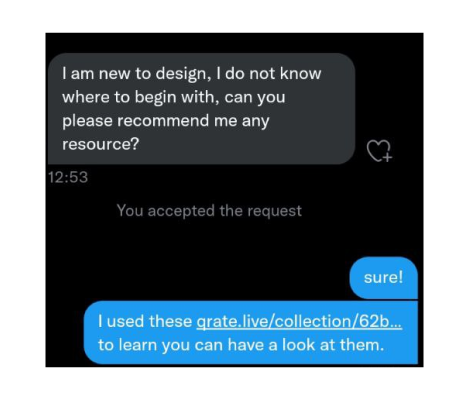 I am new to design, I do not know
where to begin with, can you
please recommend me any
resource?
12:53
You accepted the request
sure!
I used these qrate.live/collection/62b...
to learn you can have a look at them.